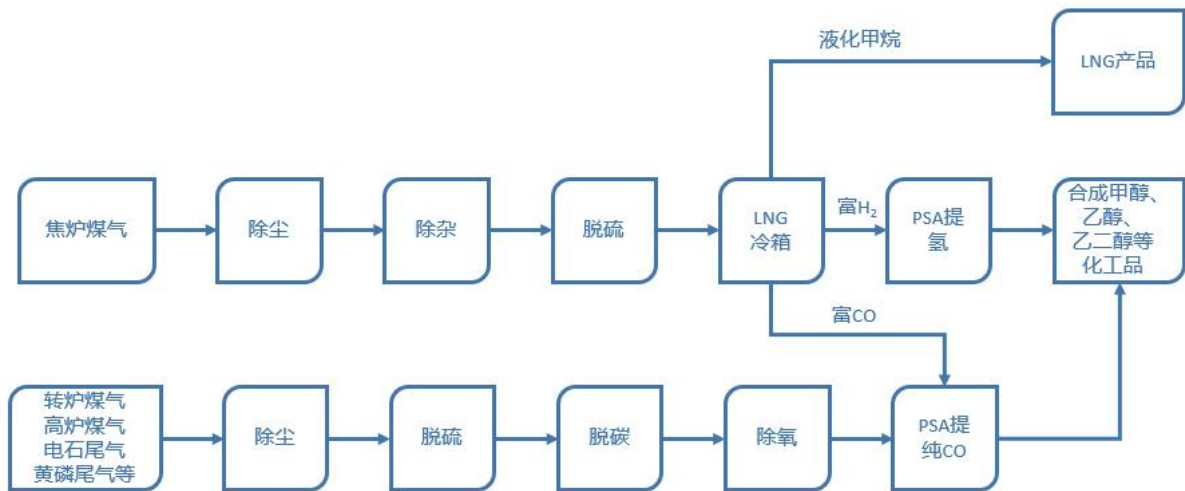 液化甲烷
LNG产品
焦炉煤气
除尘
除杂
脱硫
LNG
冷箱
富H₂
PSA提
氢
合成甲醇、
乙醇、
乙二醇等
化工品
富CO
转炉煤气
高炉煤气
电石尾气
黄磷尾气等
除尘
脱硫
脱碳
除氧
PSA提
纯CO